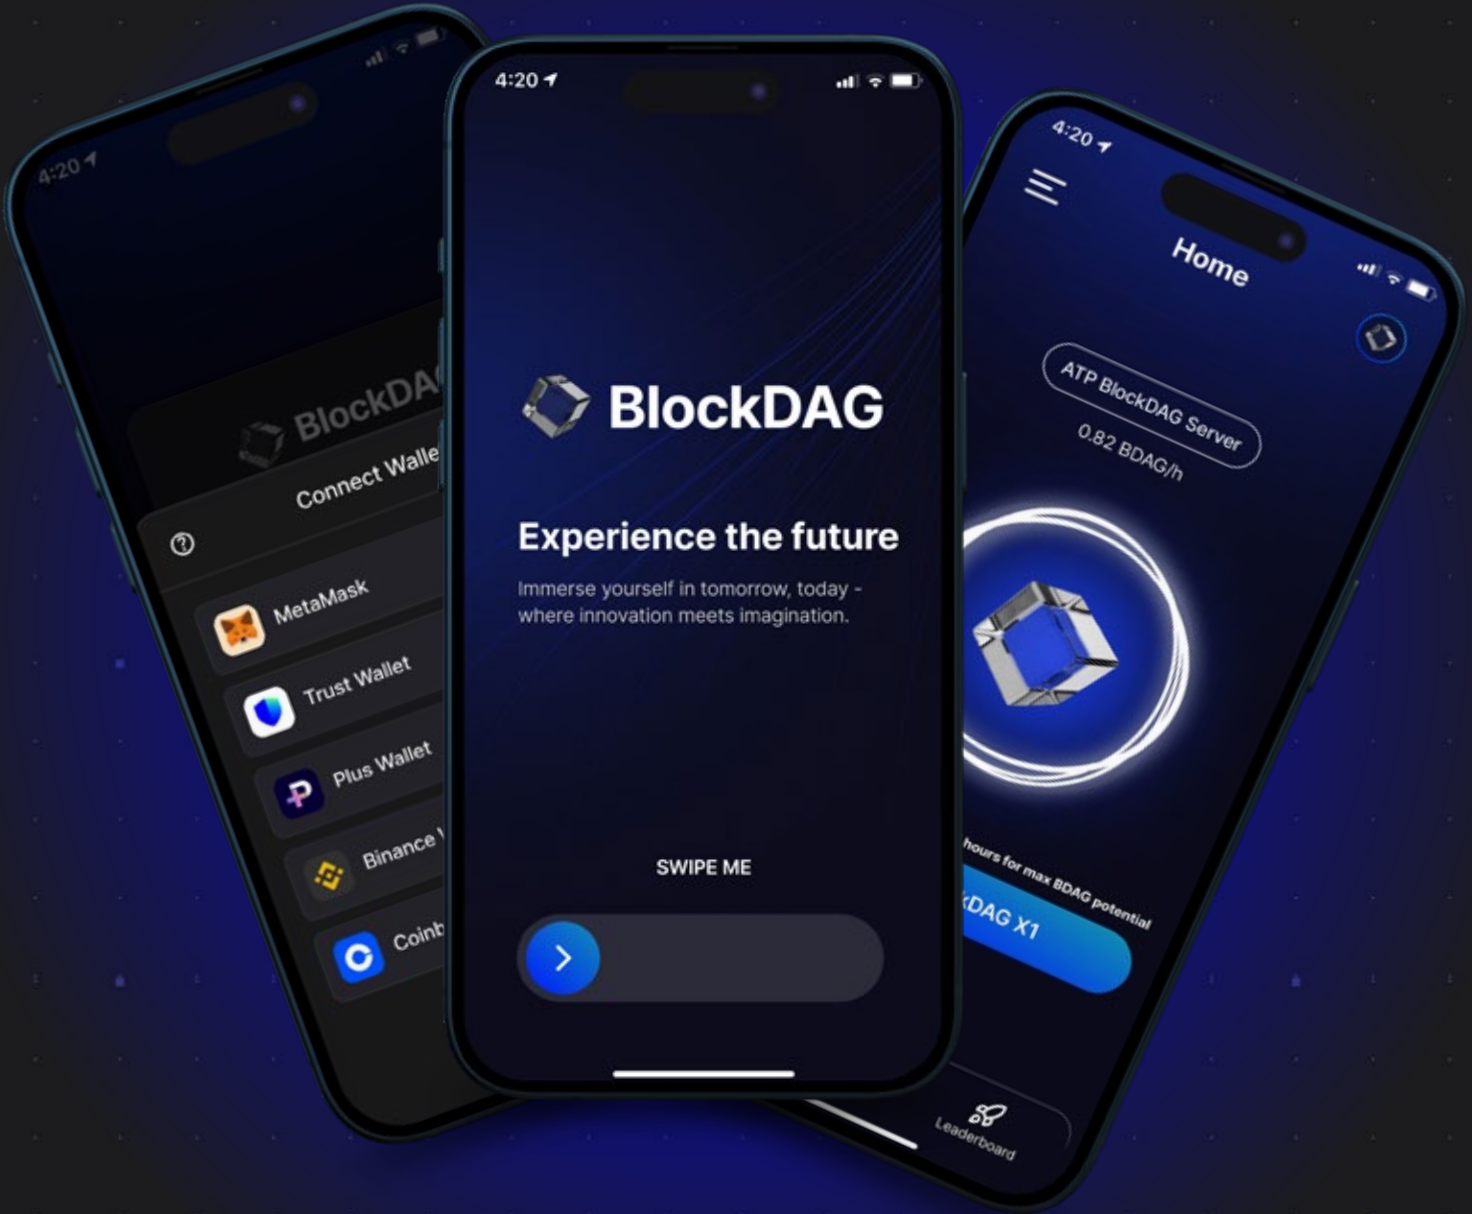 4:20
BlockDAG
Connect Walle
MetaMask
Trust Wallet
Plus Wallet
Binance
Coinb
4:20
BlockDAG
Experience the future
Immerse yourself in tomorrow, today -
where innovation meets imagination.
SWIPE ME
4:20
Home
ATP BlockDAG Server
0.82 BDAG/h
hours for max BDAG potential
kDAG X1
Leaderboard